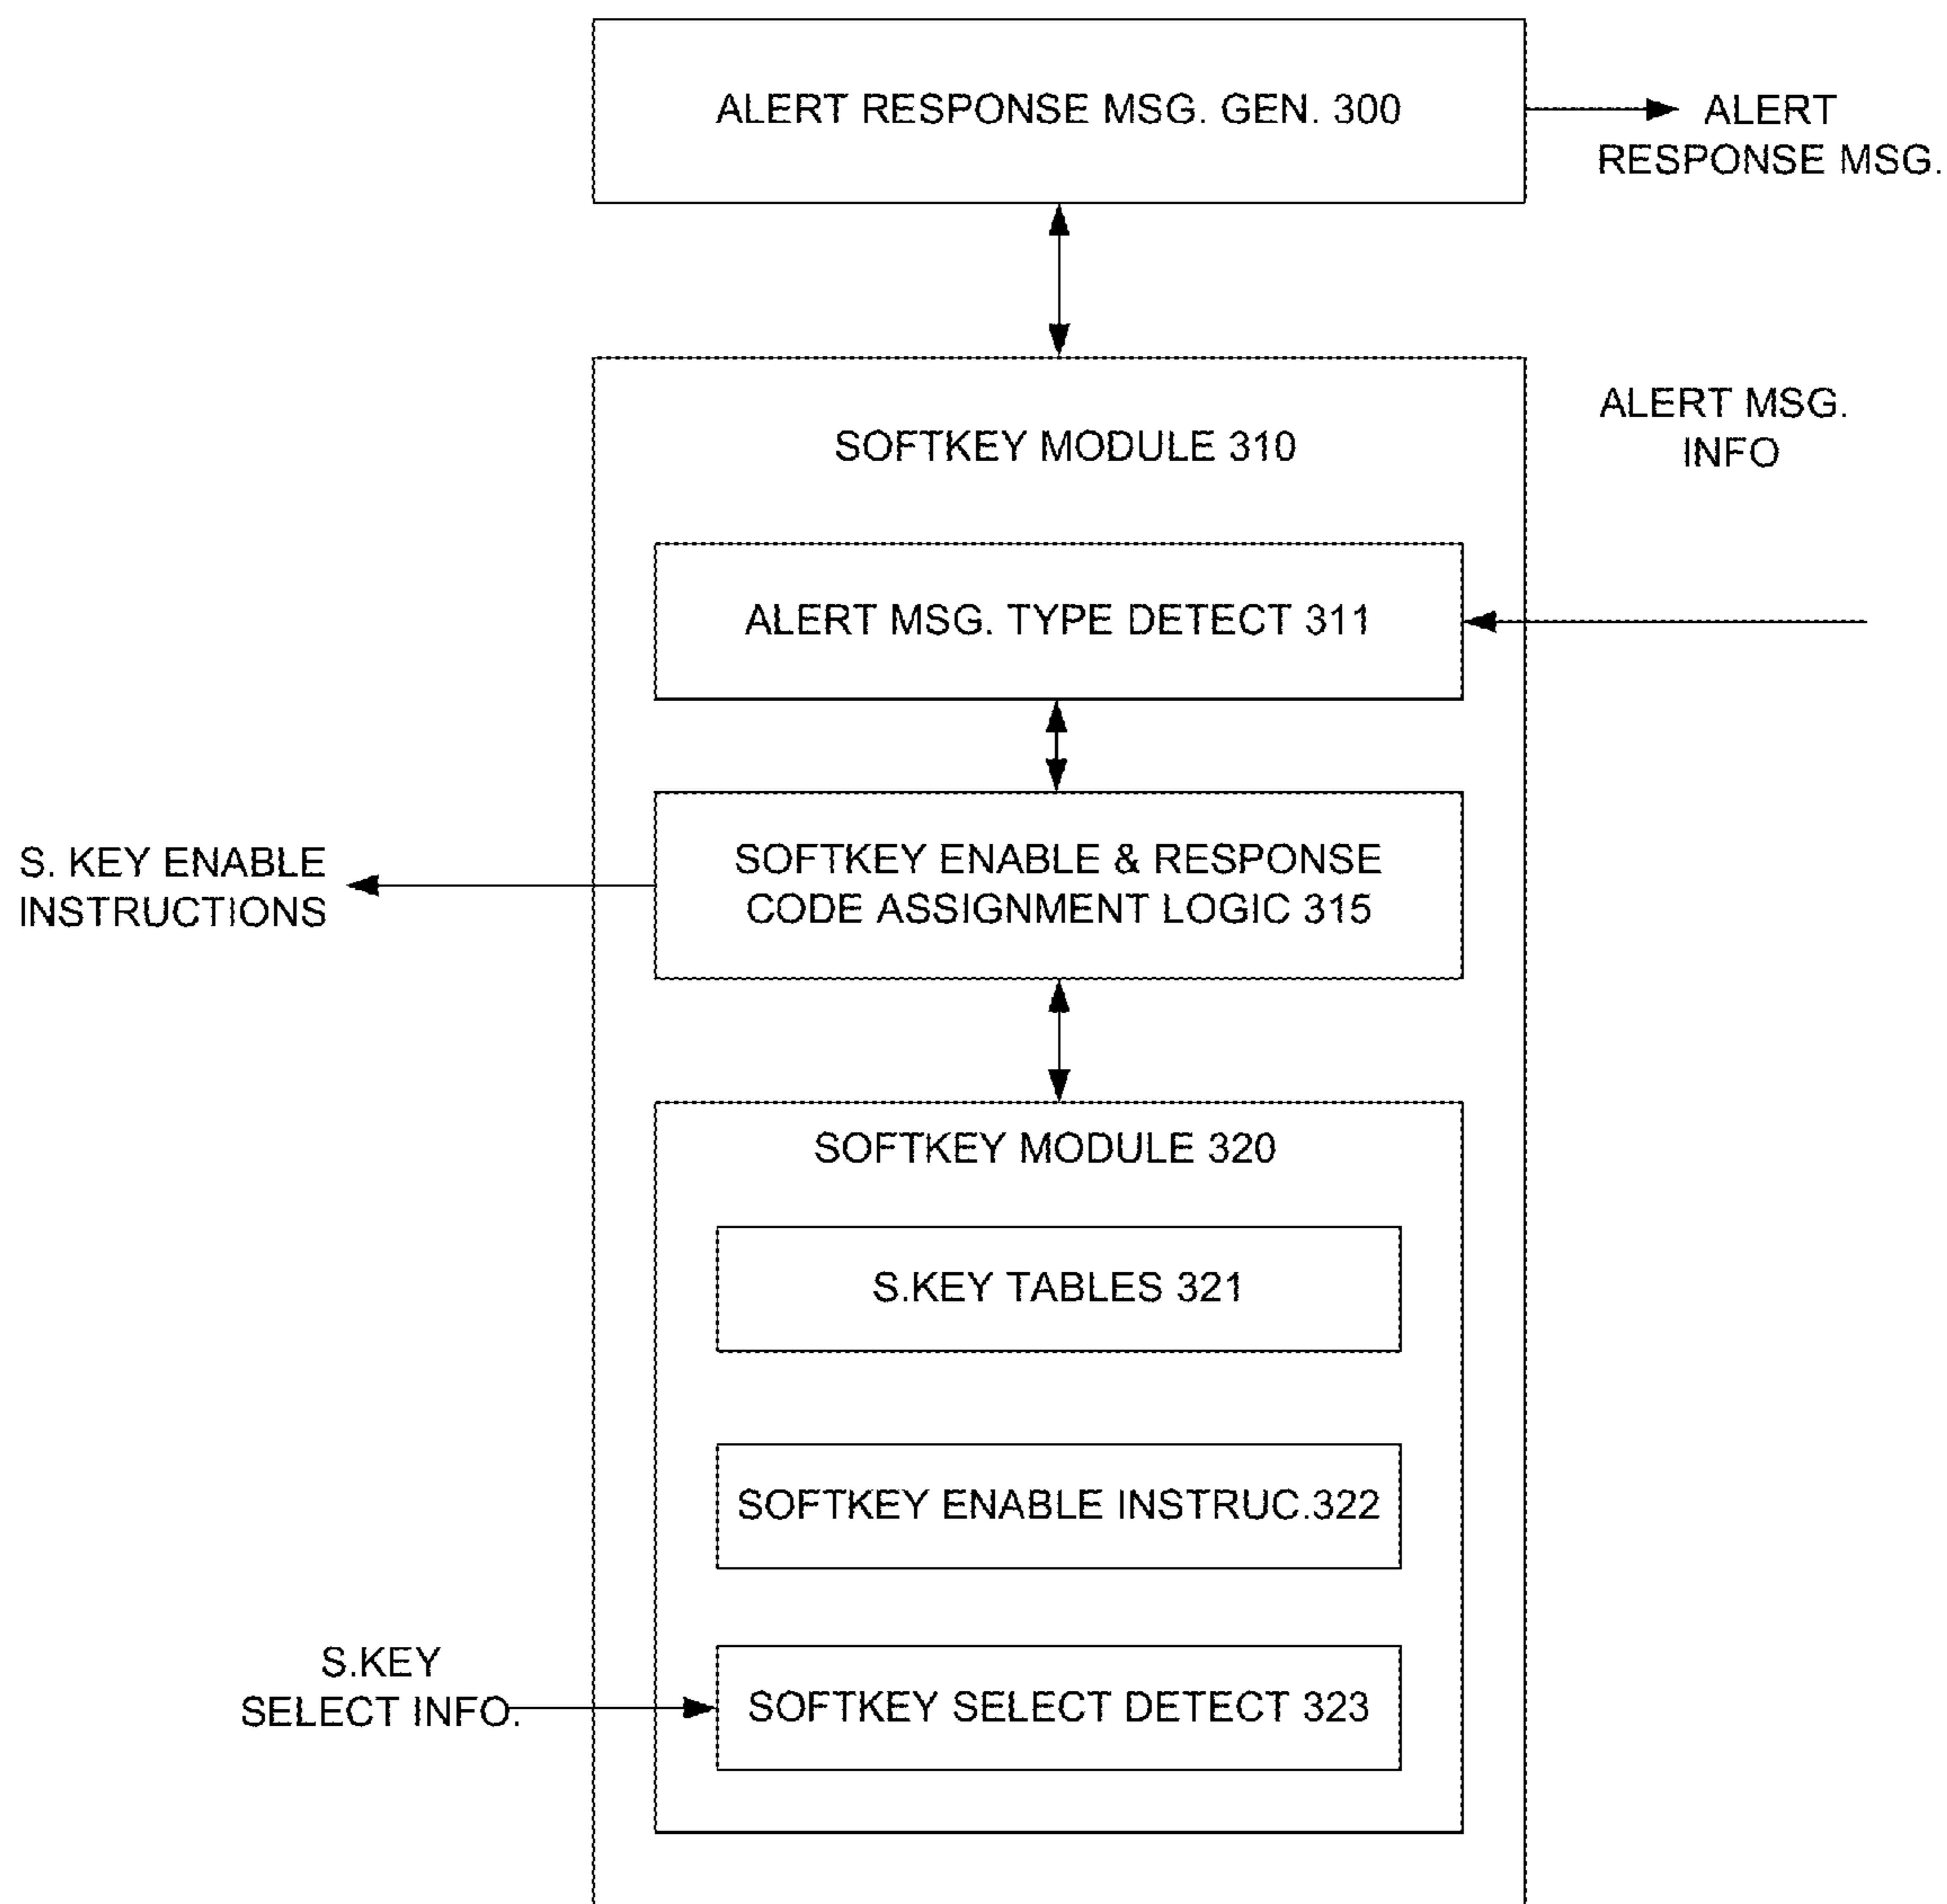 ALERT RESPONSE MSG. GEN. 300
ALERT
RESPONSE MSG.
SOFTKEY MODULE 310
ALERT MSG.
INFO
ALERT MSG. TYPE DETECT 311
SOFTKEY ENABLE & RESPONSE
CODE ASSIGNMENT LOGIC 315
S. KEY ENABLE
INSTRUCTIONS
SOFTKEY MODULE 320
S.KEY TABLES 321
SOFTKEY ENABLE INSTRUC.322
S.KEY
SELECT INFO.
SOFTKEY SELECT DETECT 323